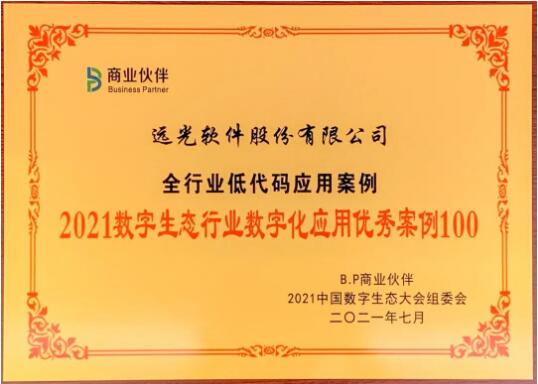 商业伙伴
Business Partner
远光软件股份有限公司
全行业低代码应用案例
2021数字生态行业数字化应用优秀案例100
B.P商业伙伴
2021中国数字生态大会组委会
二〇二一年七月